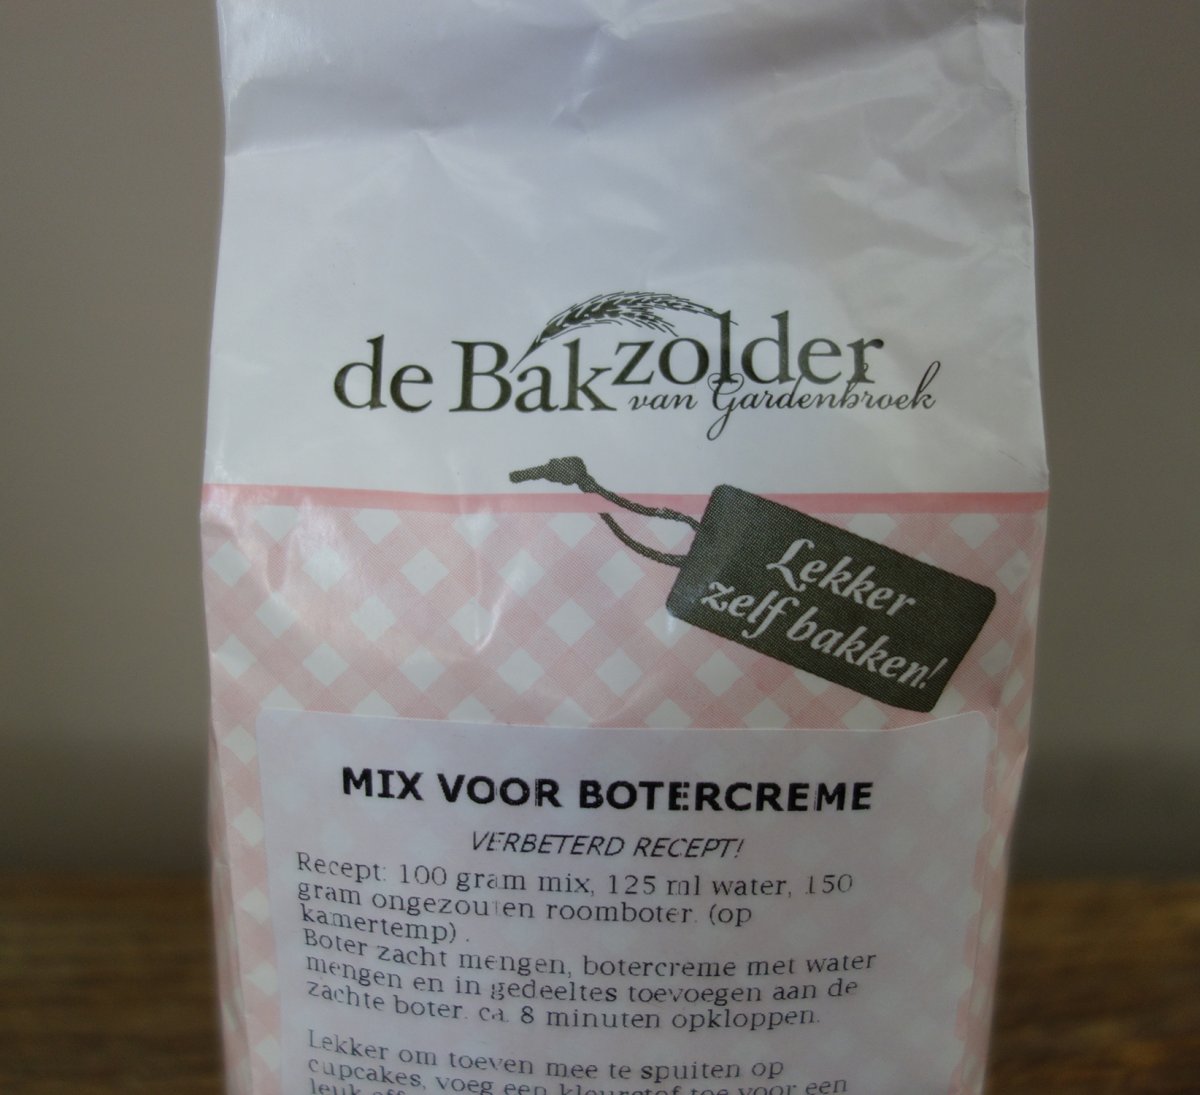 de Bakzolder
van Gardenbroek
Lekker
zelf bakken!
MIX VOOR BOTERCREME
VERBETERD RECEPT!
Recept: 100 gram mix, 125 ml water, 150
gram ongezouten roomboter. (op
kamertemp) .
Boter zacht mengen, botercreme met water
mengen en in gedeeltes toevoegen aan de
zachte boter. ca. 8 minuten opkloppen.
Lekker om toeven mee te spuiten op
cupcakes, voeg een kleurstof toe voor een
leuk